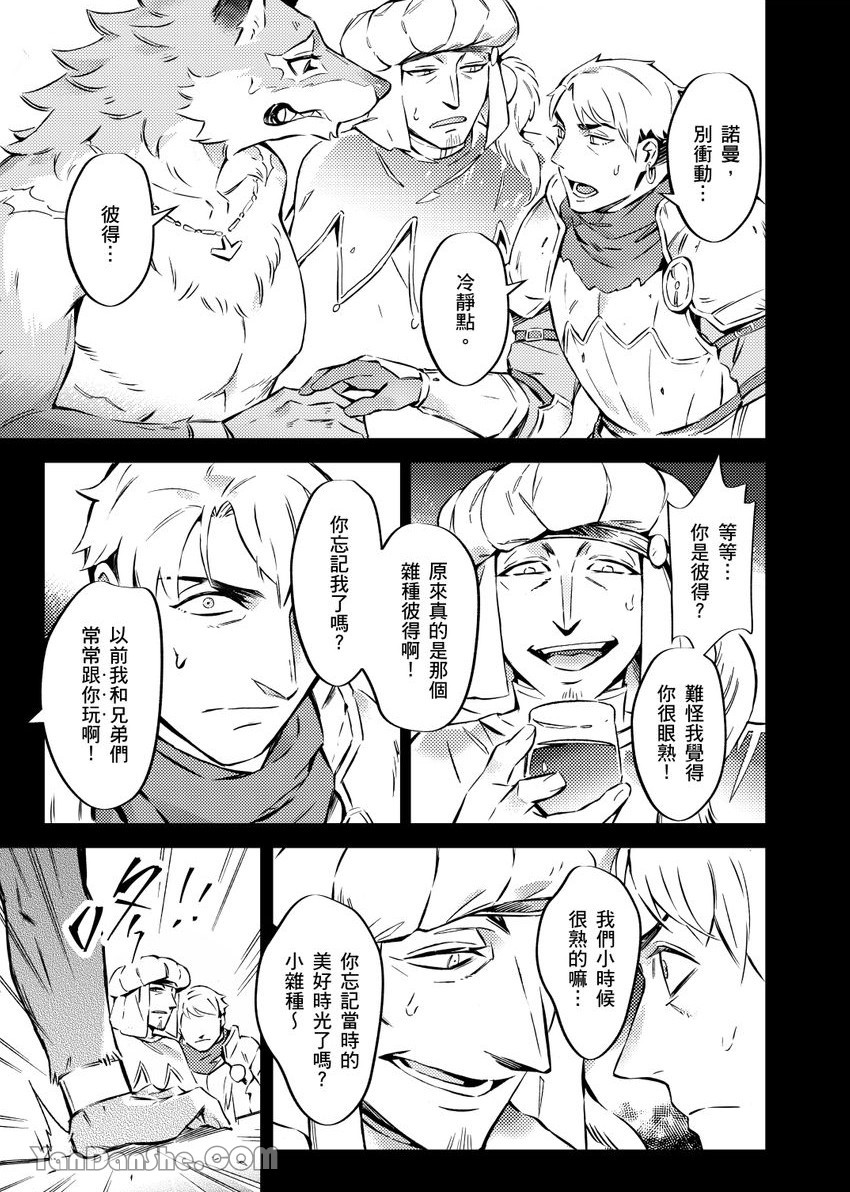 諾曼，
別衝動…
冷靜點。
彼得…
等等…
你是彼得？
難怪我覺得
你很眼熟！
原來真的是那個
雜種彼得啊！
你忘記我了嗎？
以前我和兄弟們
常常跟你玩啊！
我們小時候
很熟的嘛…
你忘記當時的
美好時光了嗎？
小雜種～
YanDanshe.com